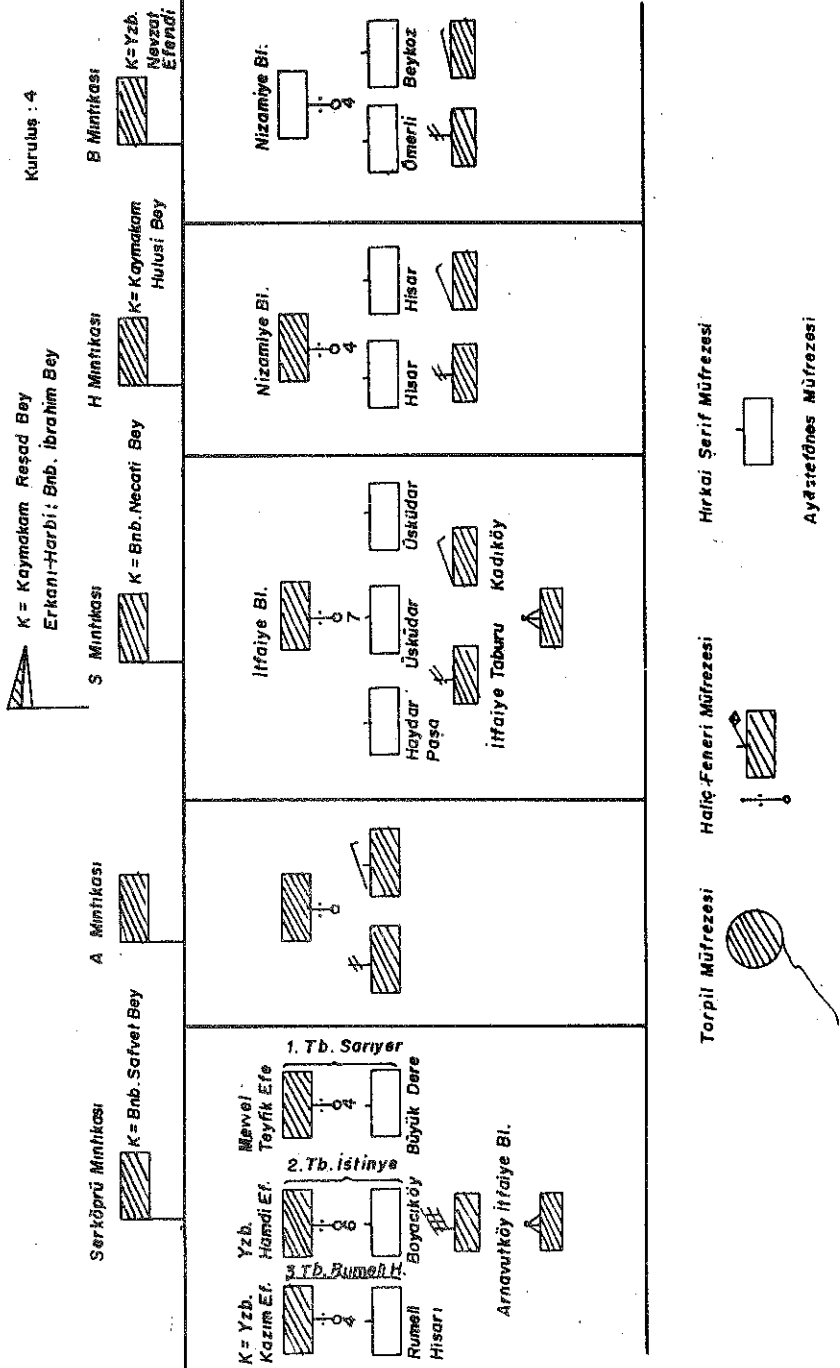 Kuruluş : 4
K = Kaymakam Reşad Bey
Erkanı-Harbi : Bnb. İbrahim Bey
Serköprü Mıntıkası
K = Bnb. Safvet Bey
A Mıntıkası
S Mıntıkası
K = Bnb. Necati Bey
H Mıntıkası
K = Kaymakam
Hulusi Bey
B Mıntıkası
K = Yzb.
Nevzat
Efendi
K = Yzb.
Kazım Ef.
3 Tb. Rumeli H.
4
Rumeli
Hisarı
Yzb.
Hamdi Ef.
2. Tb. İstinye
Boyacıköy
Teyfik Efe
1. Tb. Sarıyer
4
Büyük Dere
Arnavutköy İtfaiye Bl.
İtfaiye Bl.
7
Haydar
Paşa
Üsküdar
Üsküdar
İtfaiye Taburu
Kadıköy
Nizamiye Bl.
4
Hisar
Hisar
Nizamiye Bl.
4
Ömerli
Beykoz
Torpil Müfrezesi
Haliç Feneri Müfrezesi
Hırkai Şerif Müfrezesi
Ayastefanos Müfrezesi